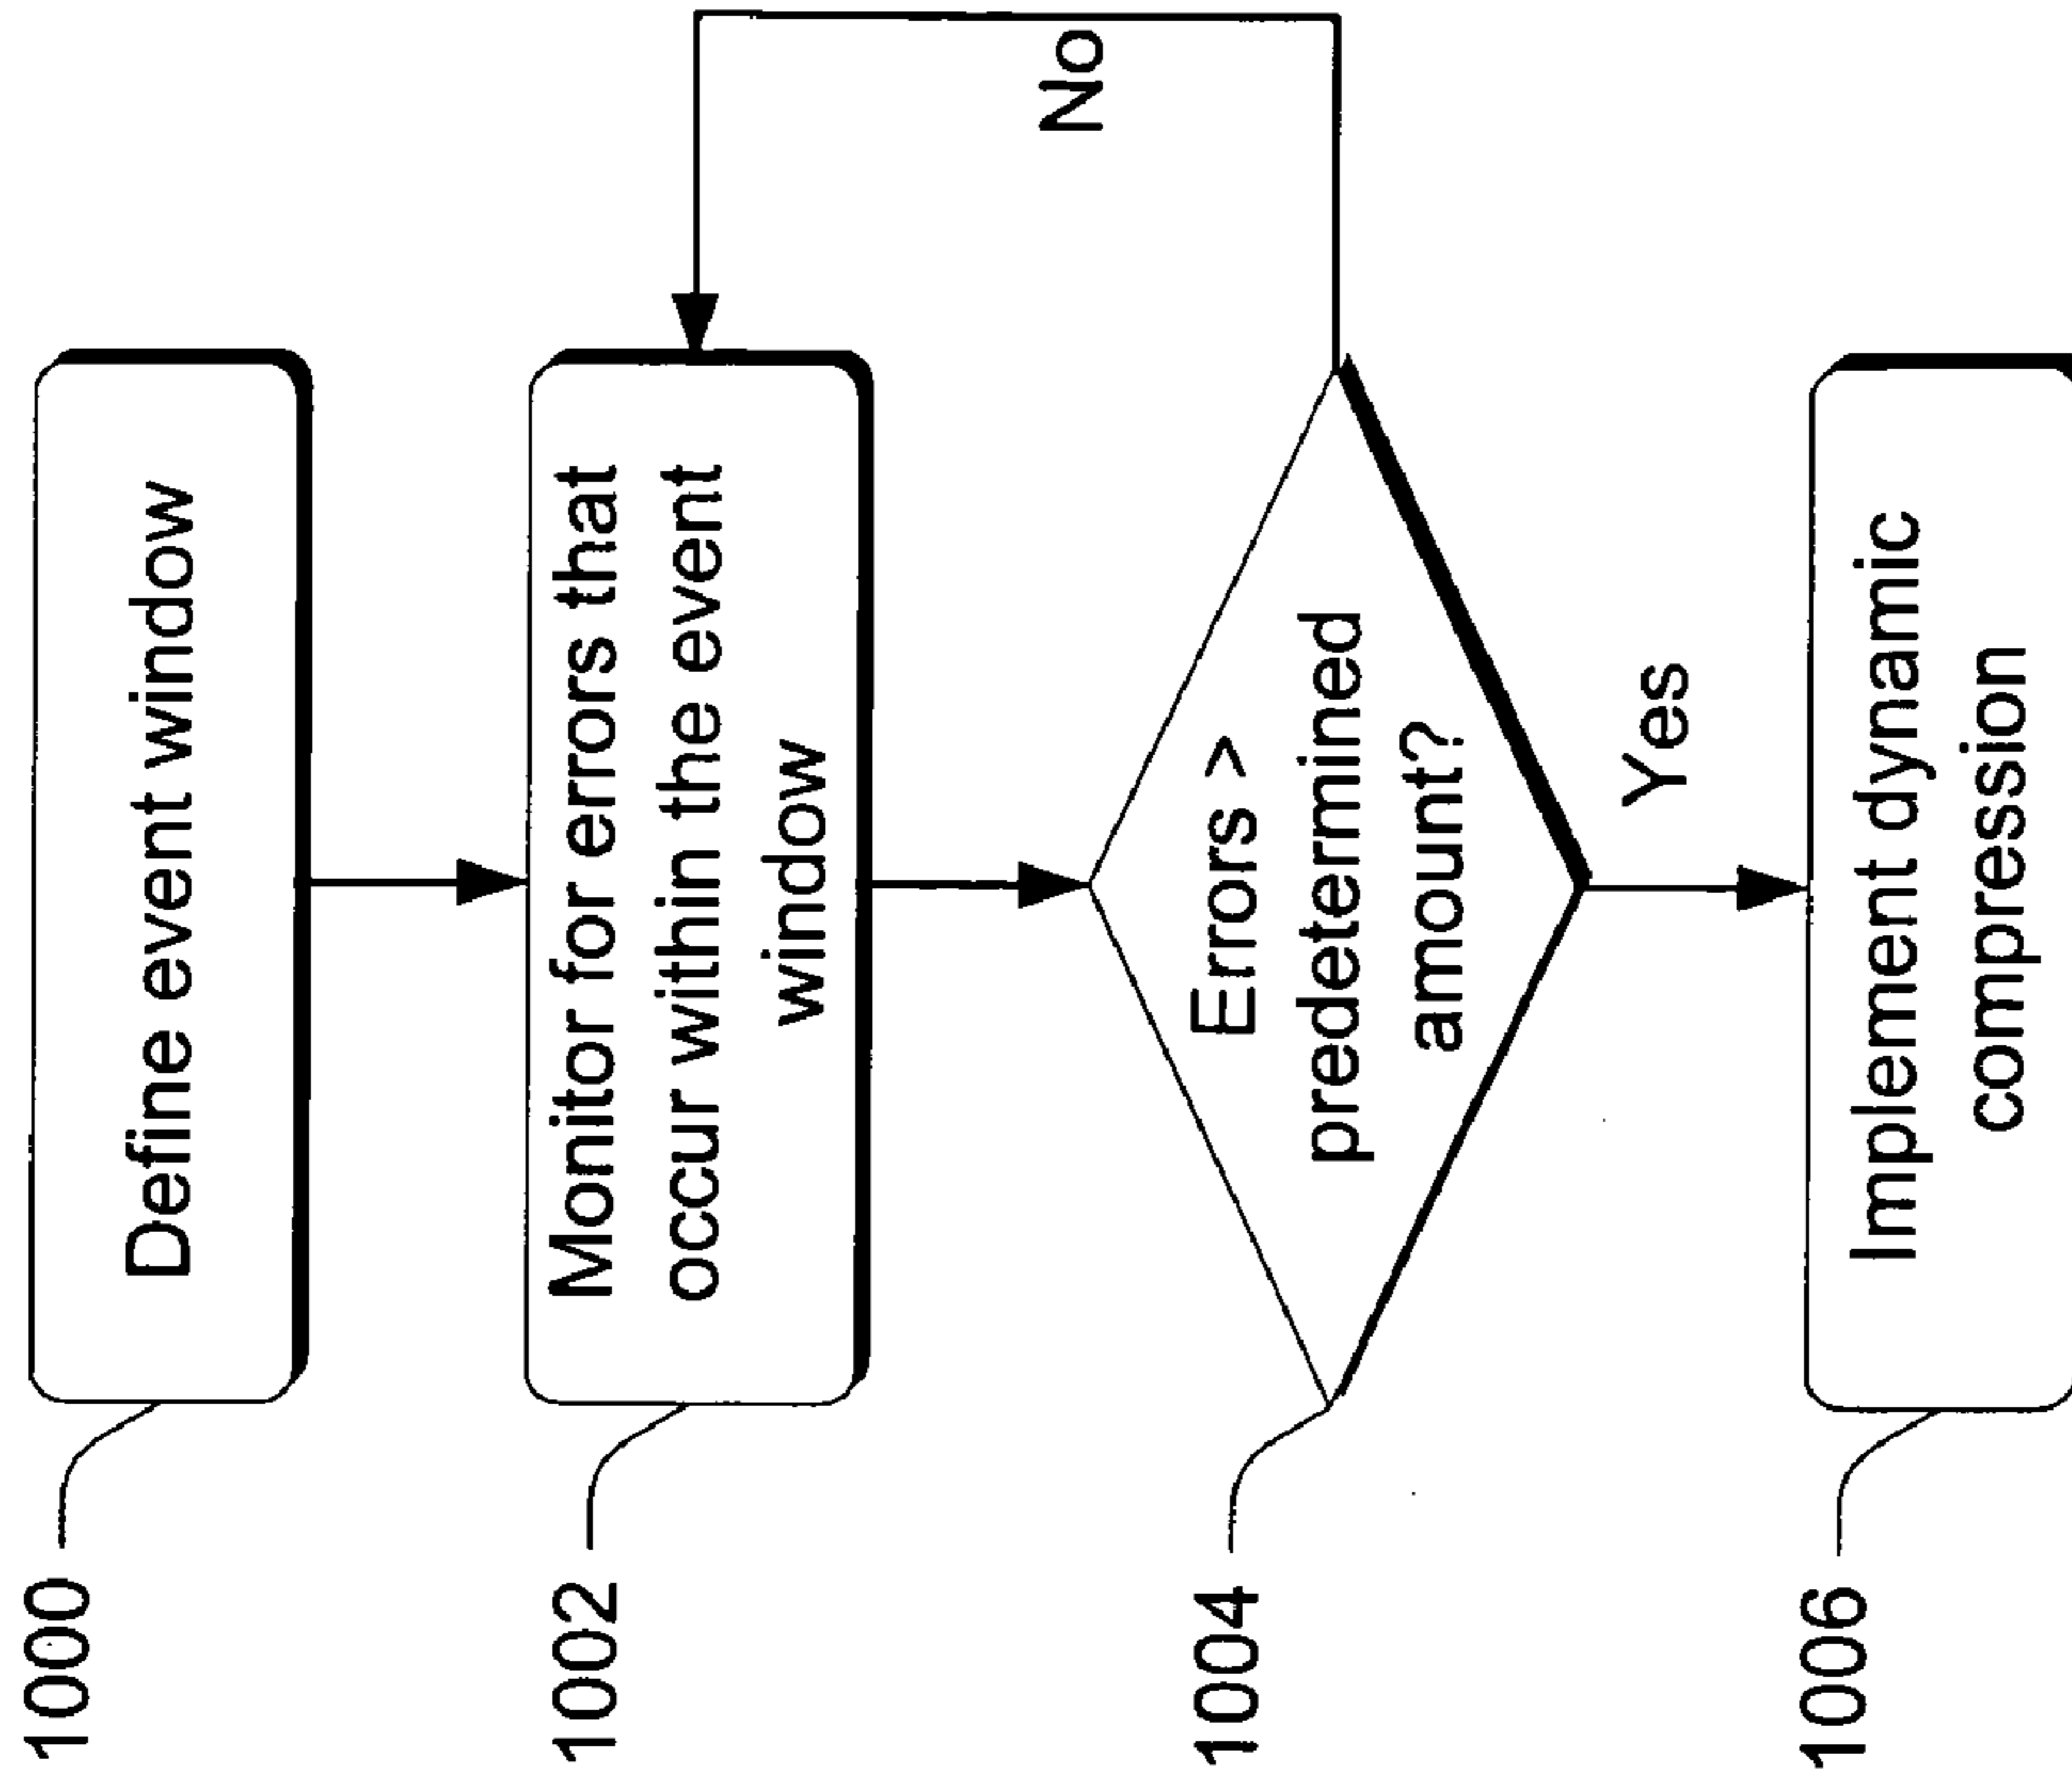 1000
Define event window
1002
Monitor for errors that
occur within the event
window
No
1004
Errors >
predetermined
amount?
Yes
1006
Implement dynamic
compression